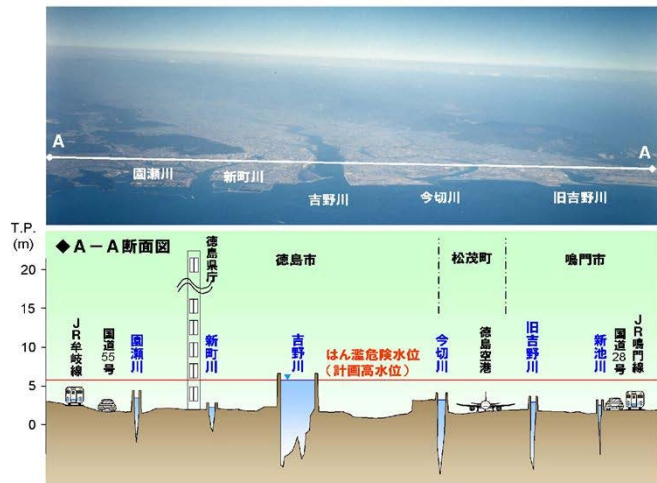 A
A
園瀬川
新町川
吉野川
今切川
旧吉野川
T.P.
(m)
◆A－A断面図
徳島県庁
徳島市
松茂町
鳴門市
20
15
10
5
0
JR牟岐線
国道55号
園瀬川
新町川
吉野川
はん濫危険水位
（計画高水位）
今切川
徳島空港
旧吉野川
新池川
国道28号
JR鳴門線